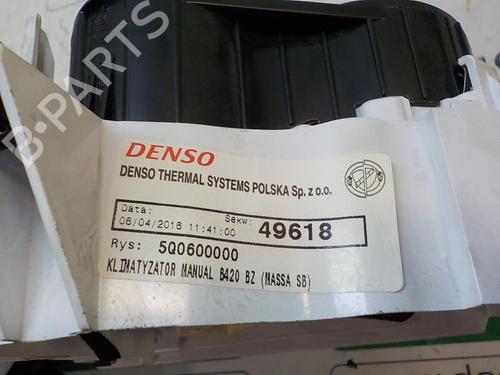 B-PARTS
DENSO
DENSO THERMAL SYSTEMS POLSKA Sp. z o.o.
Data: Sekw:
06/04/2016 11:41:00 49618
Rys: 5Q0600000
KLIMATYZATOR MANUAL B420 BZ (MASSA SB)